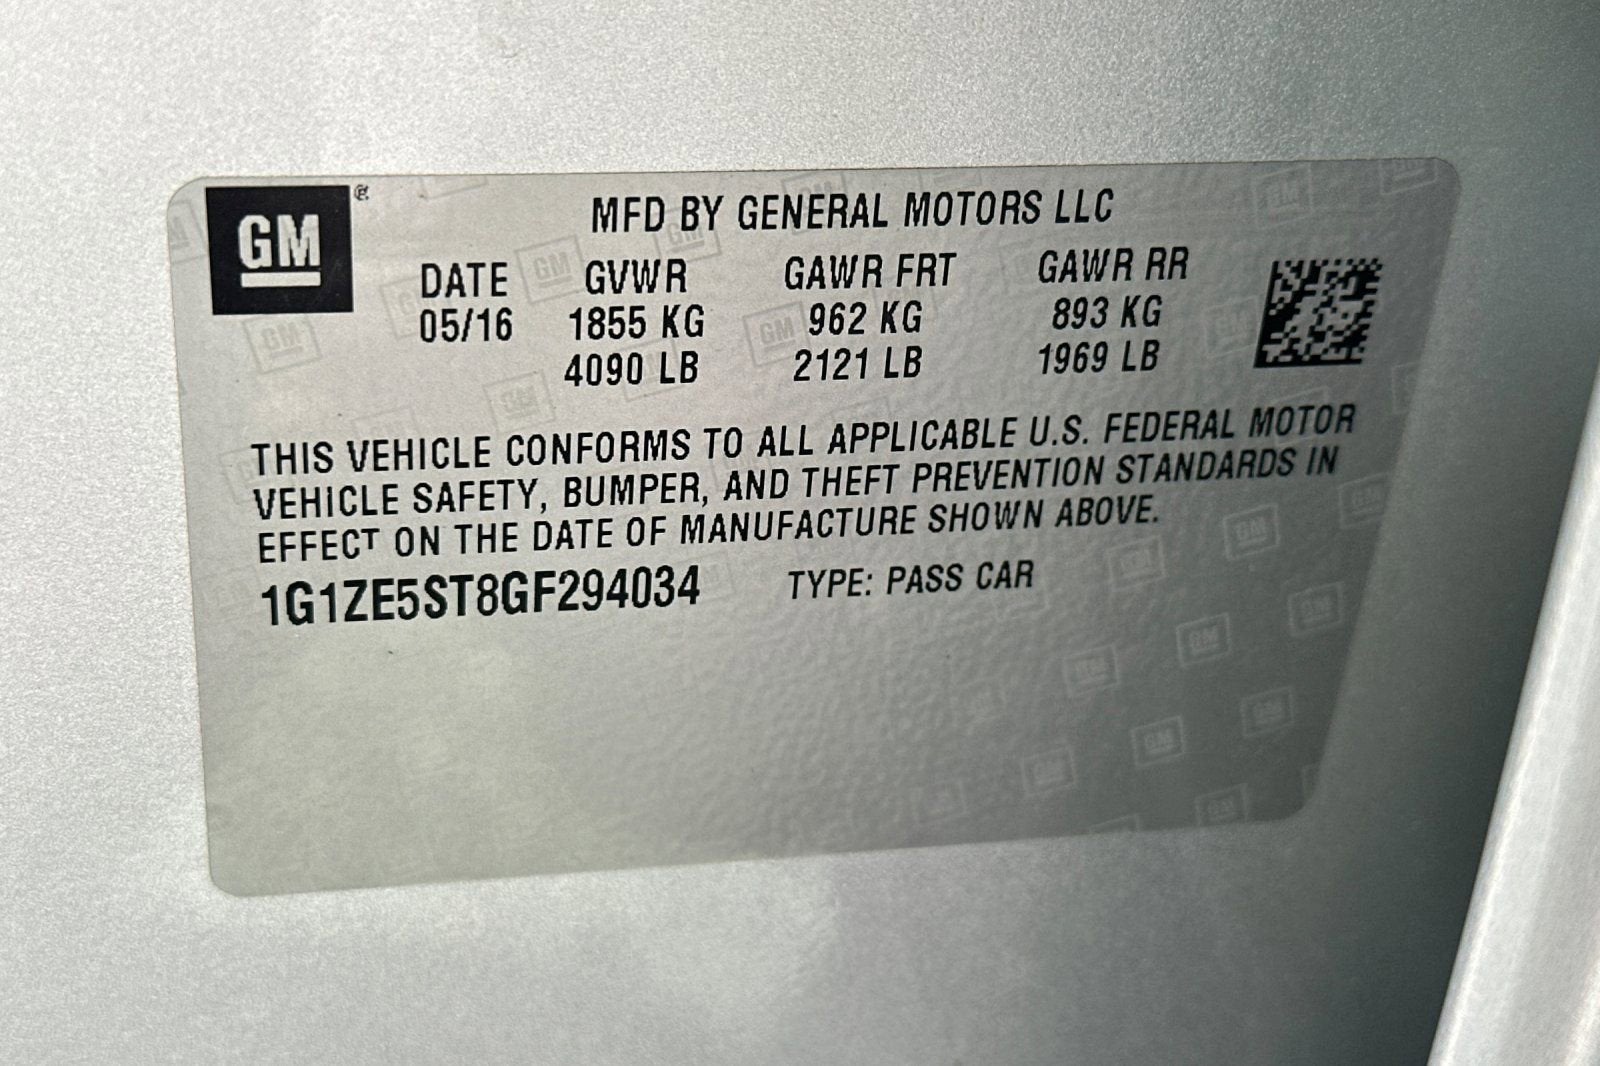 GM®
MFD BY GENERAL MOTORS LLC
DATE GVWR GAWR FRT GAWR RR
05/16 1855 KG 962 KG 893 KG
4090 LB 2121 LB 1969 LB
THIS VEHICLE CONFORMS TO ALL APPLICABLE U.S. FEDERAL MOTOR
VEHICLE SAFETY, BUMPER, AND THEFT PREVENTION STANDARDS IN
EFFECT ON THE DATE OF MANUFACTURE SHOWN ABOVE.
1G1ZE5ST8GF294034 TYPE: PASS CAR